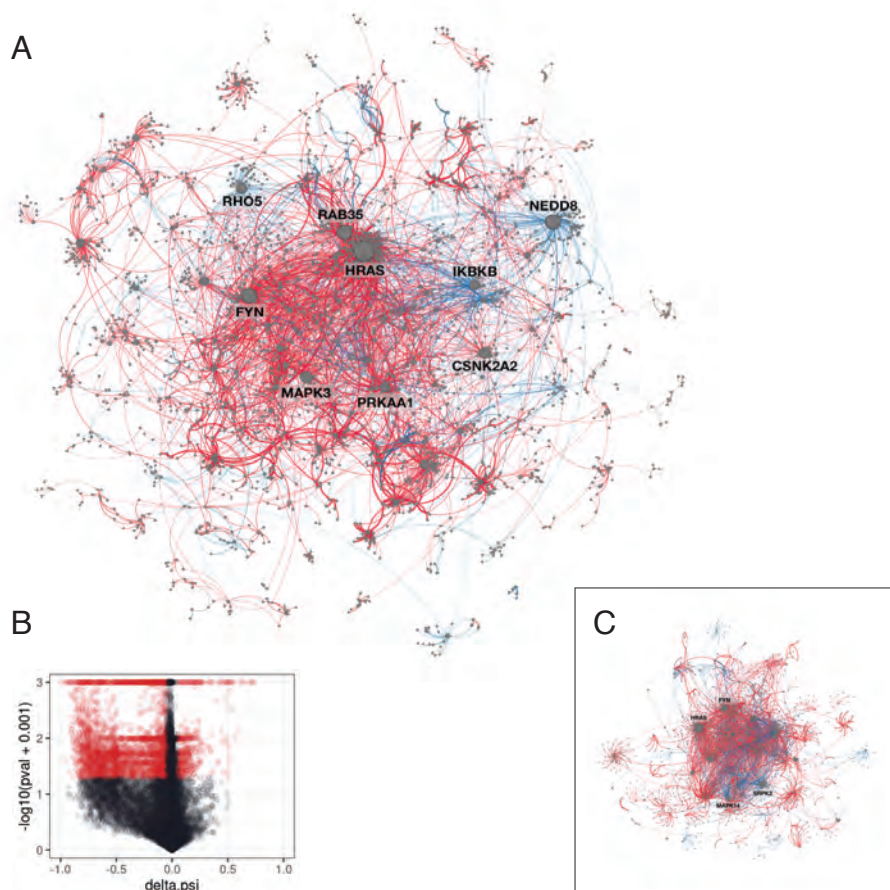 A
RHO5
RAB35
NEDD8
HRAS
IKBKB
FYN
CSNK2A2
MAPK3
PRKAA1
B
C
3
2
1
0
-log10(pval + 0.001)
-1.0 -0.5 0.0 0.5 1.0
delta.psi
FYN
HRAS
MAPK14